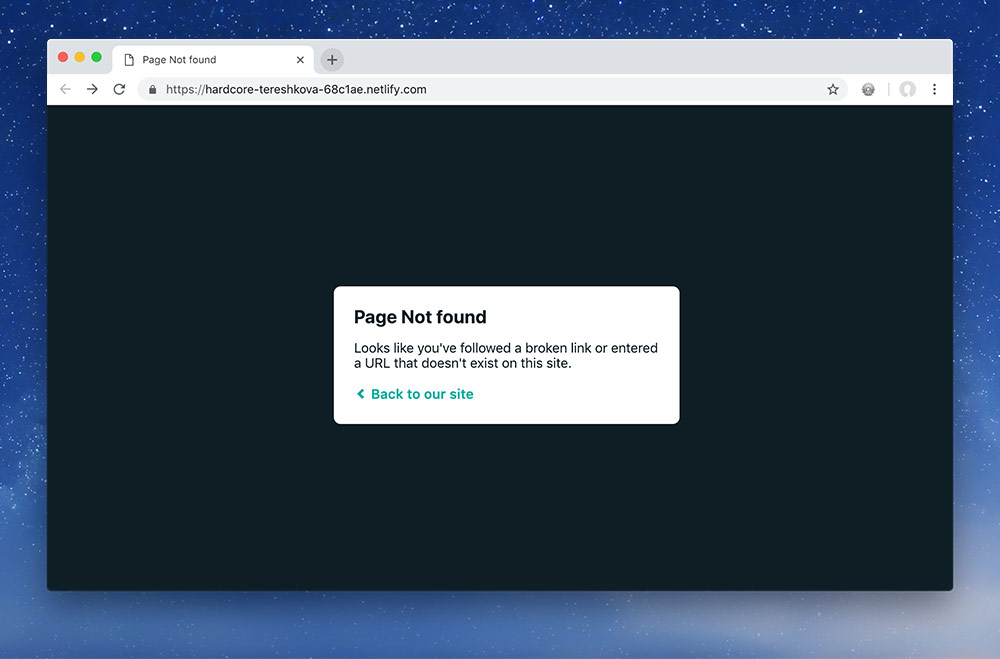 Page Not found
https://hardcore-tereshkova-68c1ae.netlify.com
Page Not found
Looks like you've followed a broken link or entered
a URL that doesn't exist on this site.
Back to our site